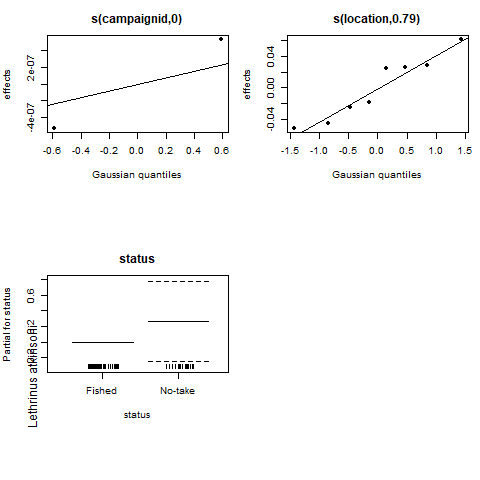 s(campaignid,0)
effects
-4e-07 2e-07
-0.6 -0.4 -0.2 0.0 0.2 0.4 0.6
Gaussian quantiles
s(location,0.79)
effects
-0.04 0.00 0.04
-1.5 -1.0 -0.5 0.0 0.5 1.0 1.5
Gaussian quantiles
status
Lethrinus atkinsoni
Partial for status
0.2 0.6
Fished No-take
status